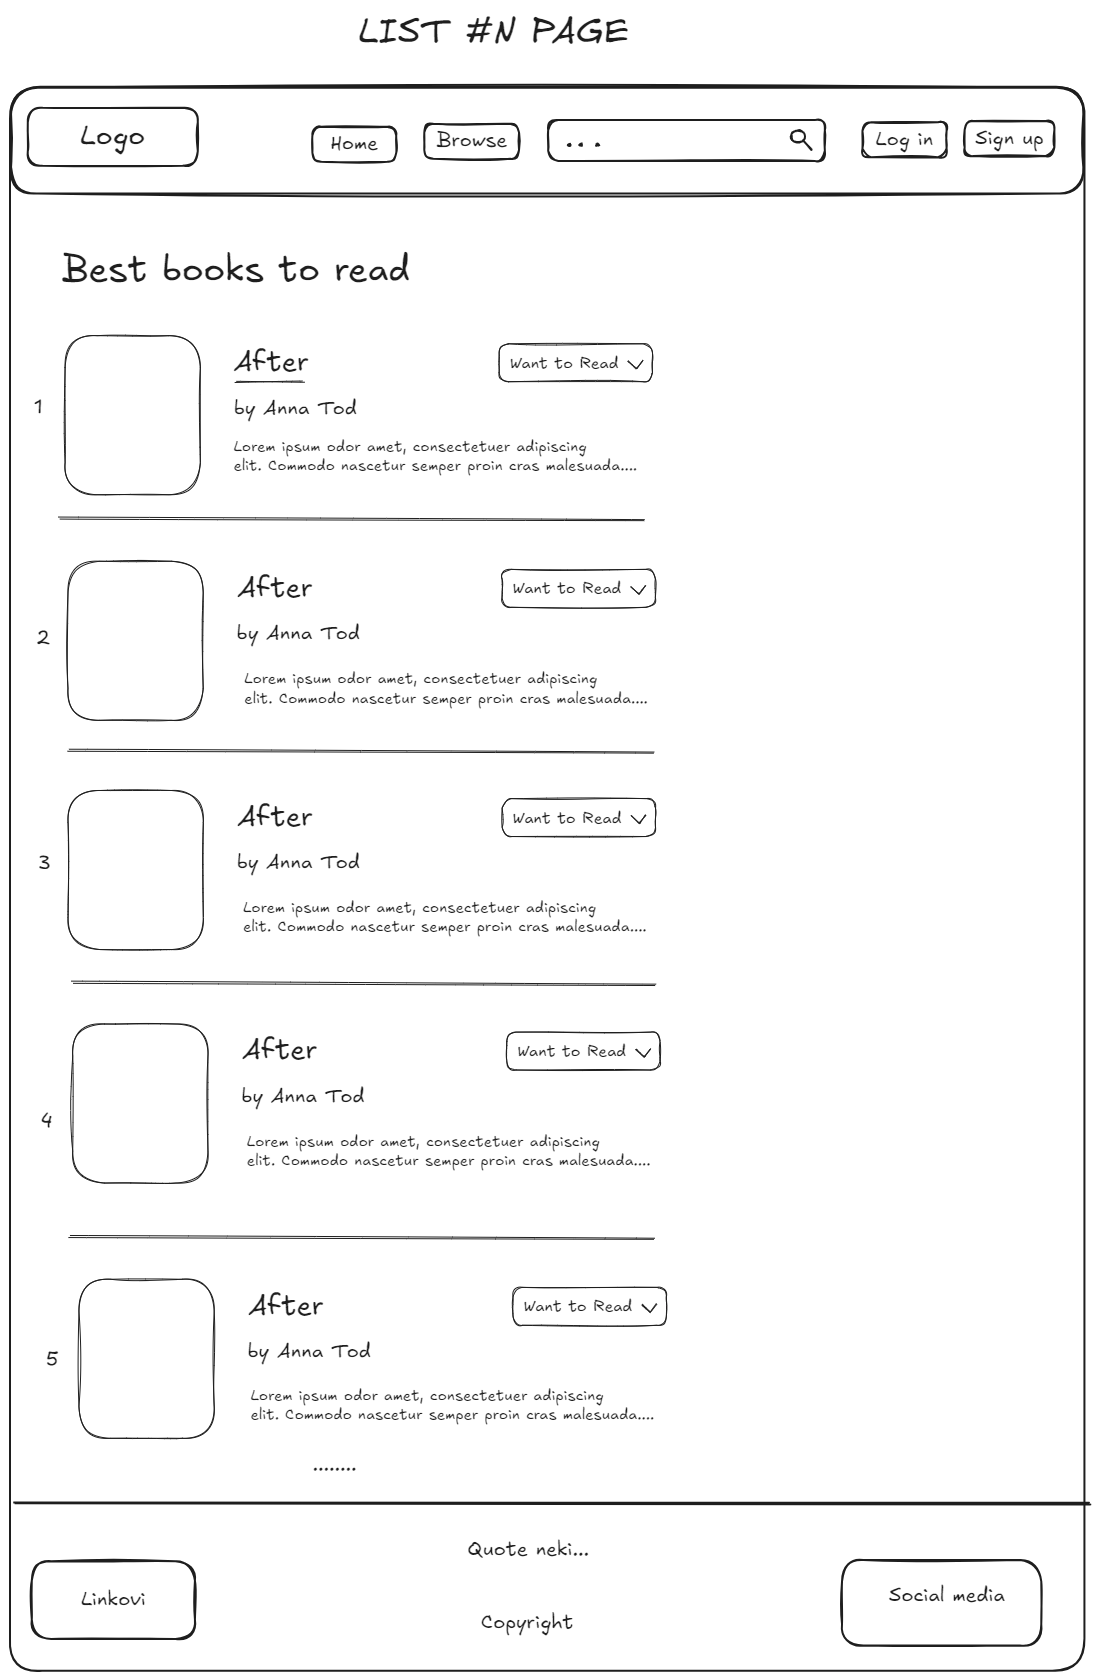 LIST #N PAGE
Logo
Home
Browse
...
Log in
Sign up
Best books to read
1
After
Want to Read
by Anna Tod
Lorem ipsum odor amet, consectetuer adipiscing
elit. Commodo nascetur semper proin cras malesuada....
2
After
Want to Read
by Anna Tod
Lorem ipsum odor amet, consectetuer adipiscing
elit. Commodo nascetur semper proin cras malesuada....
3
After
Want to Read
by Anna Tod
Lorem ipsum odor amet, consectetuer adipiscing
elit. Commodo nascetur semper proin cras malesuada....
4
After
Want to Read
by Anna Tod
Lorem ipsum odor amet, consectetuer adipiscing
elit. Commodo nascetur semper proin cras malesuada....
5
After
Want to Read
by Anna Tod
Lorem ipsum odor amet, consectetuer adipiscing
elit. Commodo nascetur semper proin cras malesuada....
........
Quote neki...
Linkovi
Social media
Copyright